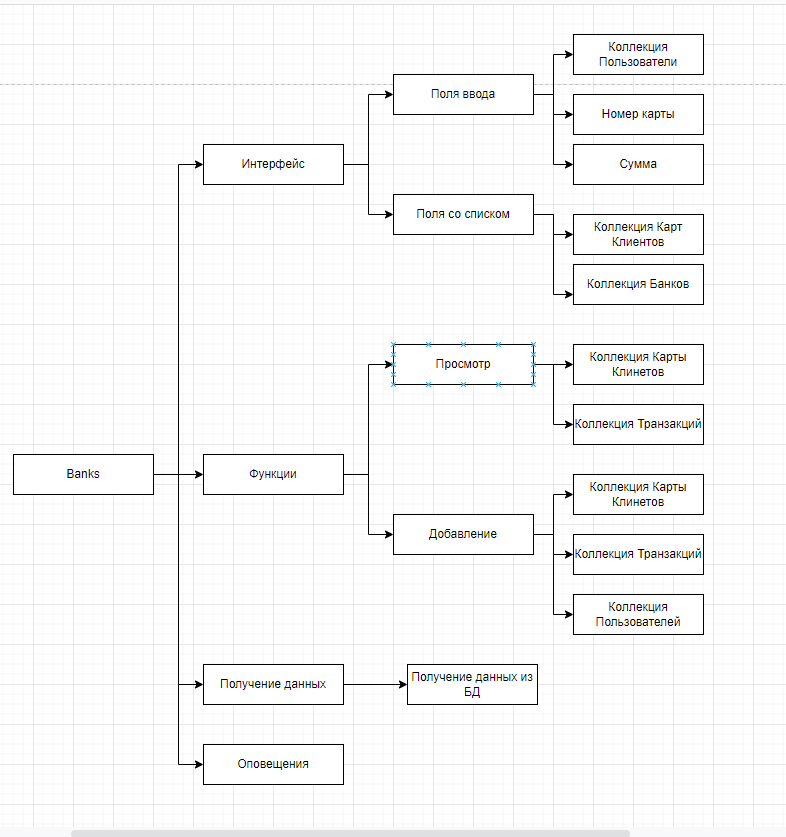 Коллекция
Пользователи
Поля ввода
Номер карты
Интерфейс
Сумма
Поля со списком
Коллекция Карт
Клиентов
Коллекция Банков
Просмотр
Коллекция Карты
Клинетов
Коллекция Транзакций
Banks
Функции
Коллекция Карты
Клинетов
Добавление
Коллекция Транзакций
Коллекция
Пользователей
Получение данных
Получение данных из
БД
Оповещения